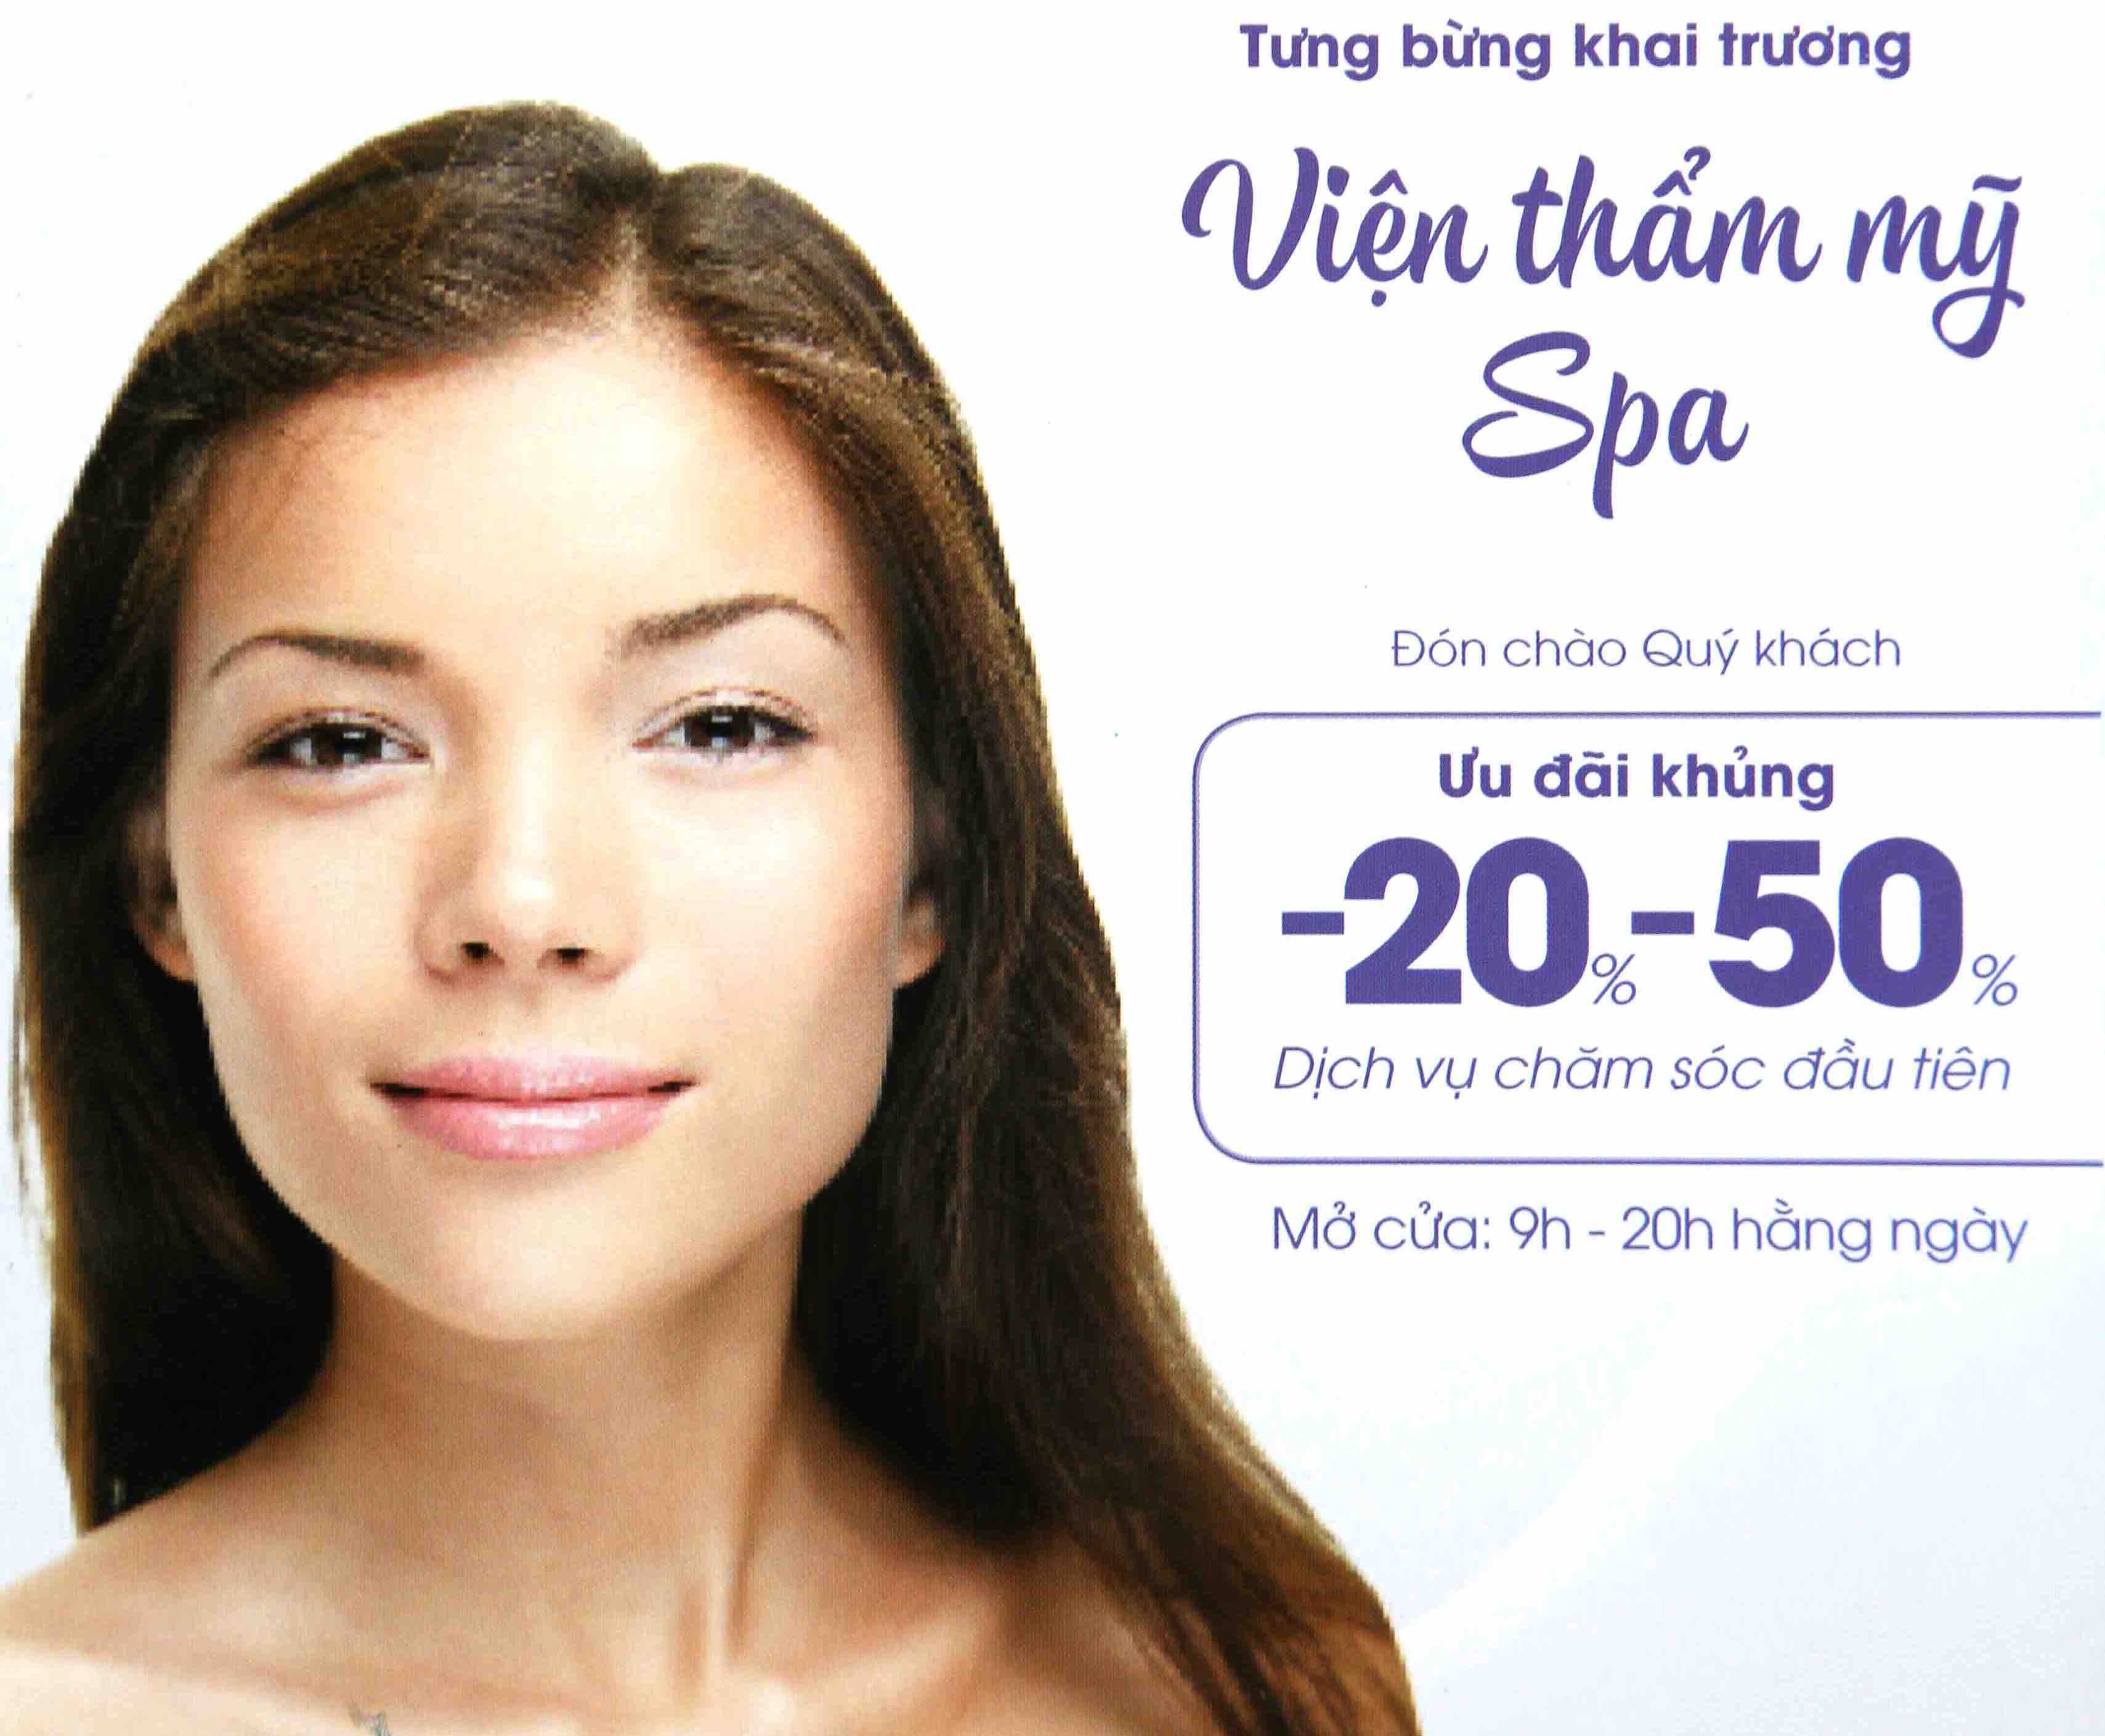 Tưng bừng khai trương
Viện thẩm mỹ
Spa
Đón chào Quý khách
Ưu đãi khủng
-20%-50%
Dịch vụ chăm sóc đầu tiên
Mở cửa: 9h - 20h hằng ngày